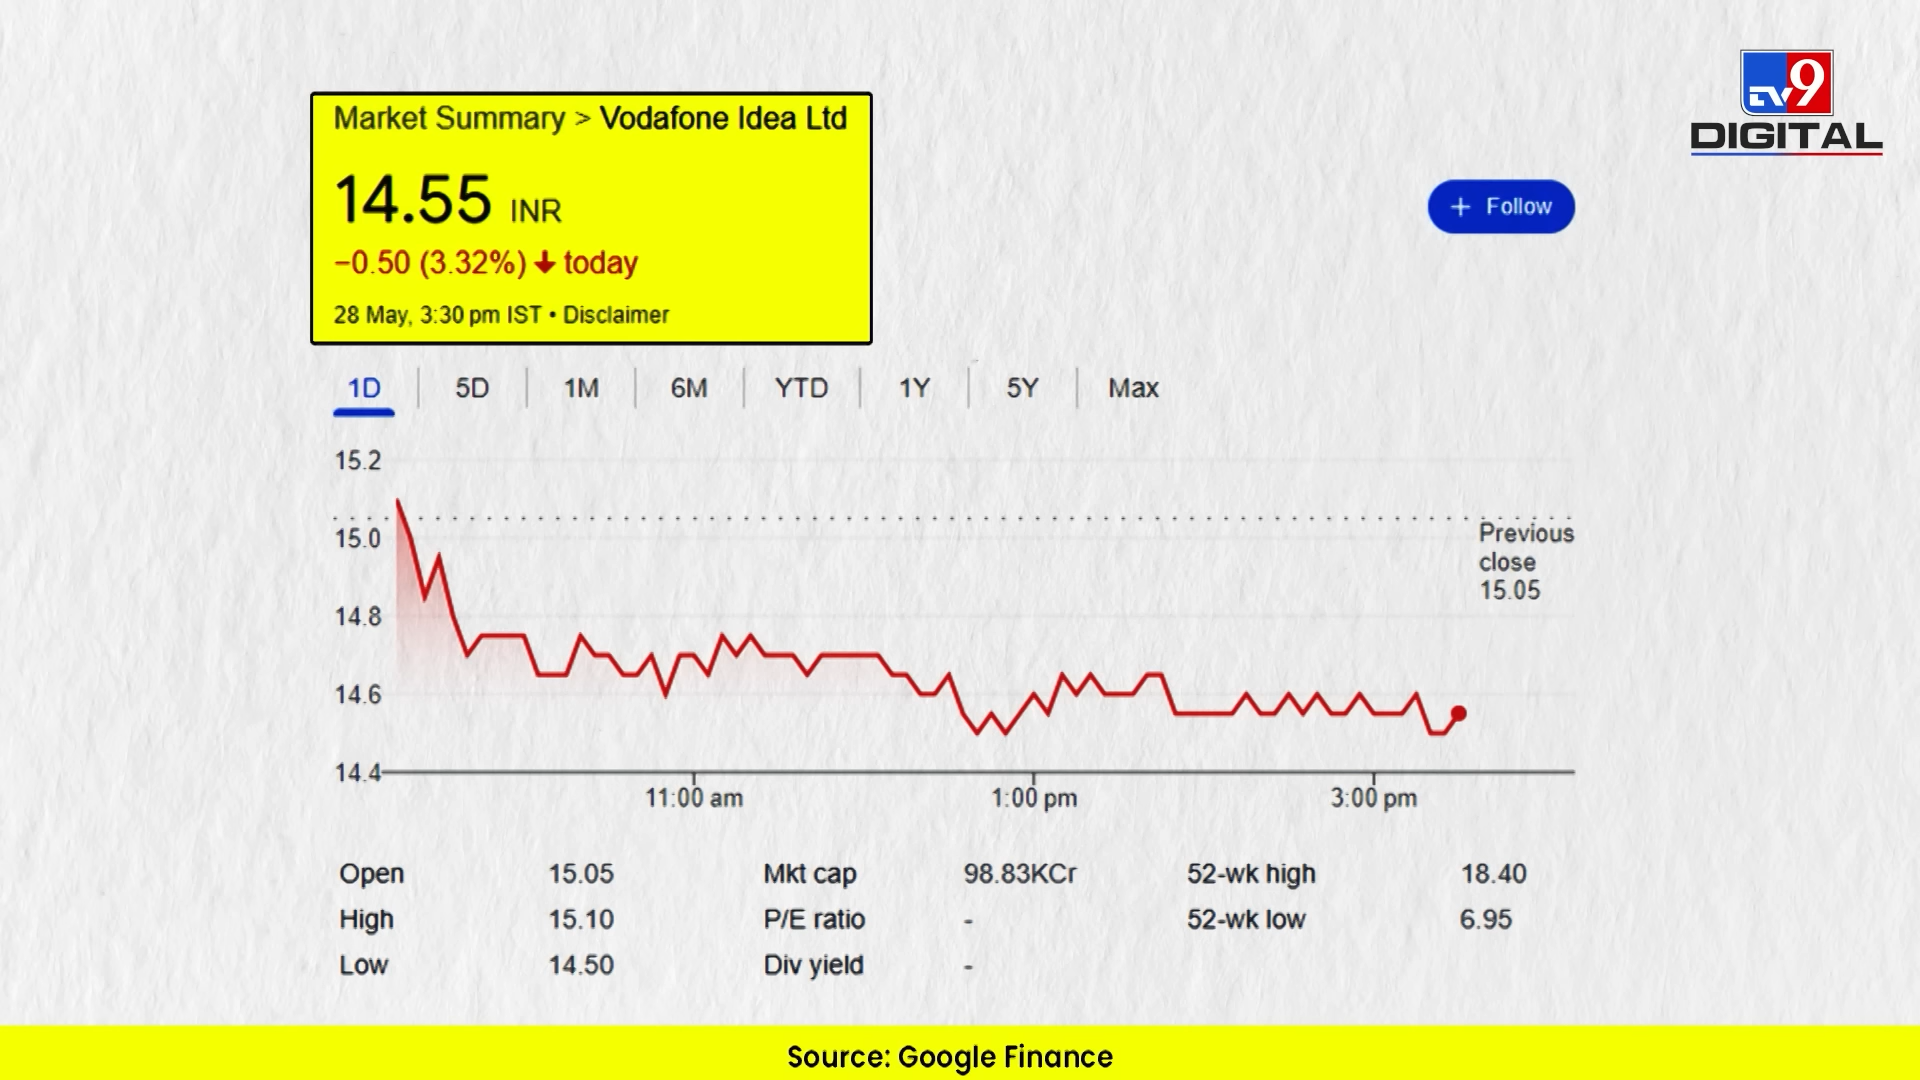 TV9
DIGITAL
Market Summary > Vodafone Idea Ltd
14.55 INR
−0.50 (3.32%) ↓ today
28 May, 3:30 pm IST • Disclaimer
+ Follow
1D 5D 1M 6M YTD 1Y 5Y Max
15.2
15.0
14.8
14.6
14.4
Previous
close
15.05
11:00 am 1:00 pm 3:00 pm
Open 15.05 Mkt cap 98.83KCr 52-wk high 18.40
High 15.10 P/E ratio - 52-wk low 6.95
Low 14.50 Div yield -
Source: Google Finance